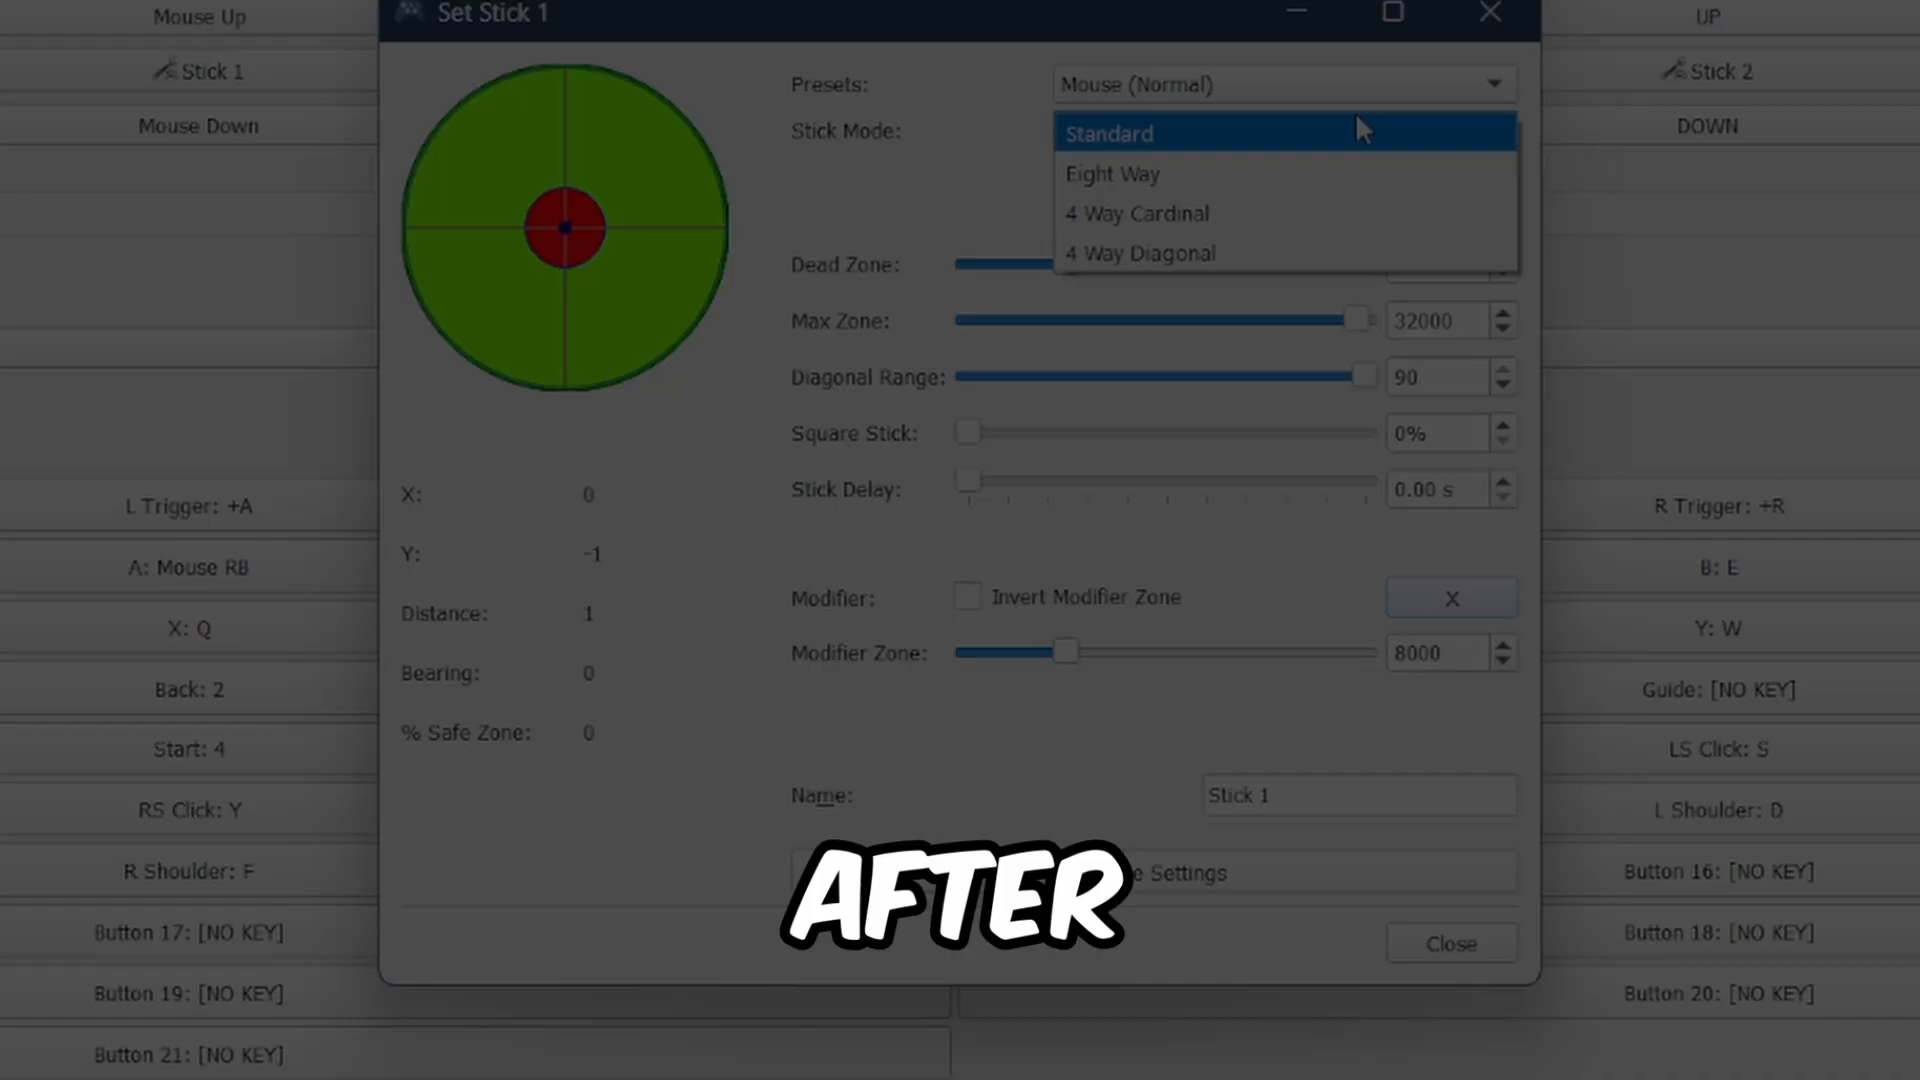 Mouse Up
Set Stick 1
UP
Stick 1
Presets:
Mouse (Normal)
Stick 2
Mouse Down
Stick Mode:
Standard
DOWN
Eight Way
4 Way Cardinal
4 Way Diagonal
Dead Zone:
Max Zone:
32000
Diagonal Range:
90
Square Stick:
0%
Stick Delay:
0.00 s
X:
0
L Trigger: +A
R Trigger: +R
Y:
-1
A: Mouse RB
B: E
Modifier:
Invert Modifier Zone
X
Distance:
1
X: Q
Y: W
Modifier Zone:
8000
Bearing:
0
Back: 2
Guide: [NO KEY]
% Safe Zone:
0
Start: 4
LS Click: S
Name:
Stick 1
RS Click: Y
L Shoulder: D
R Shoulder: F
Settings
Button 16: [NO KEY]
AFTER
Button 17: [NO KEY]
Button 18: [NO KEY]
Close
Button 19: [NO KEY]
Button 20: [NO KEY]
Button 21: [NO KEY]